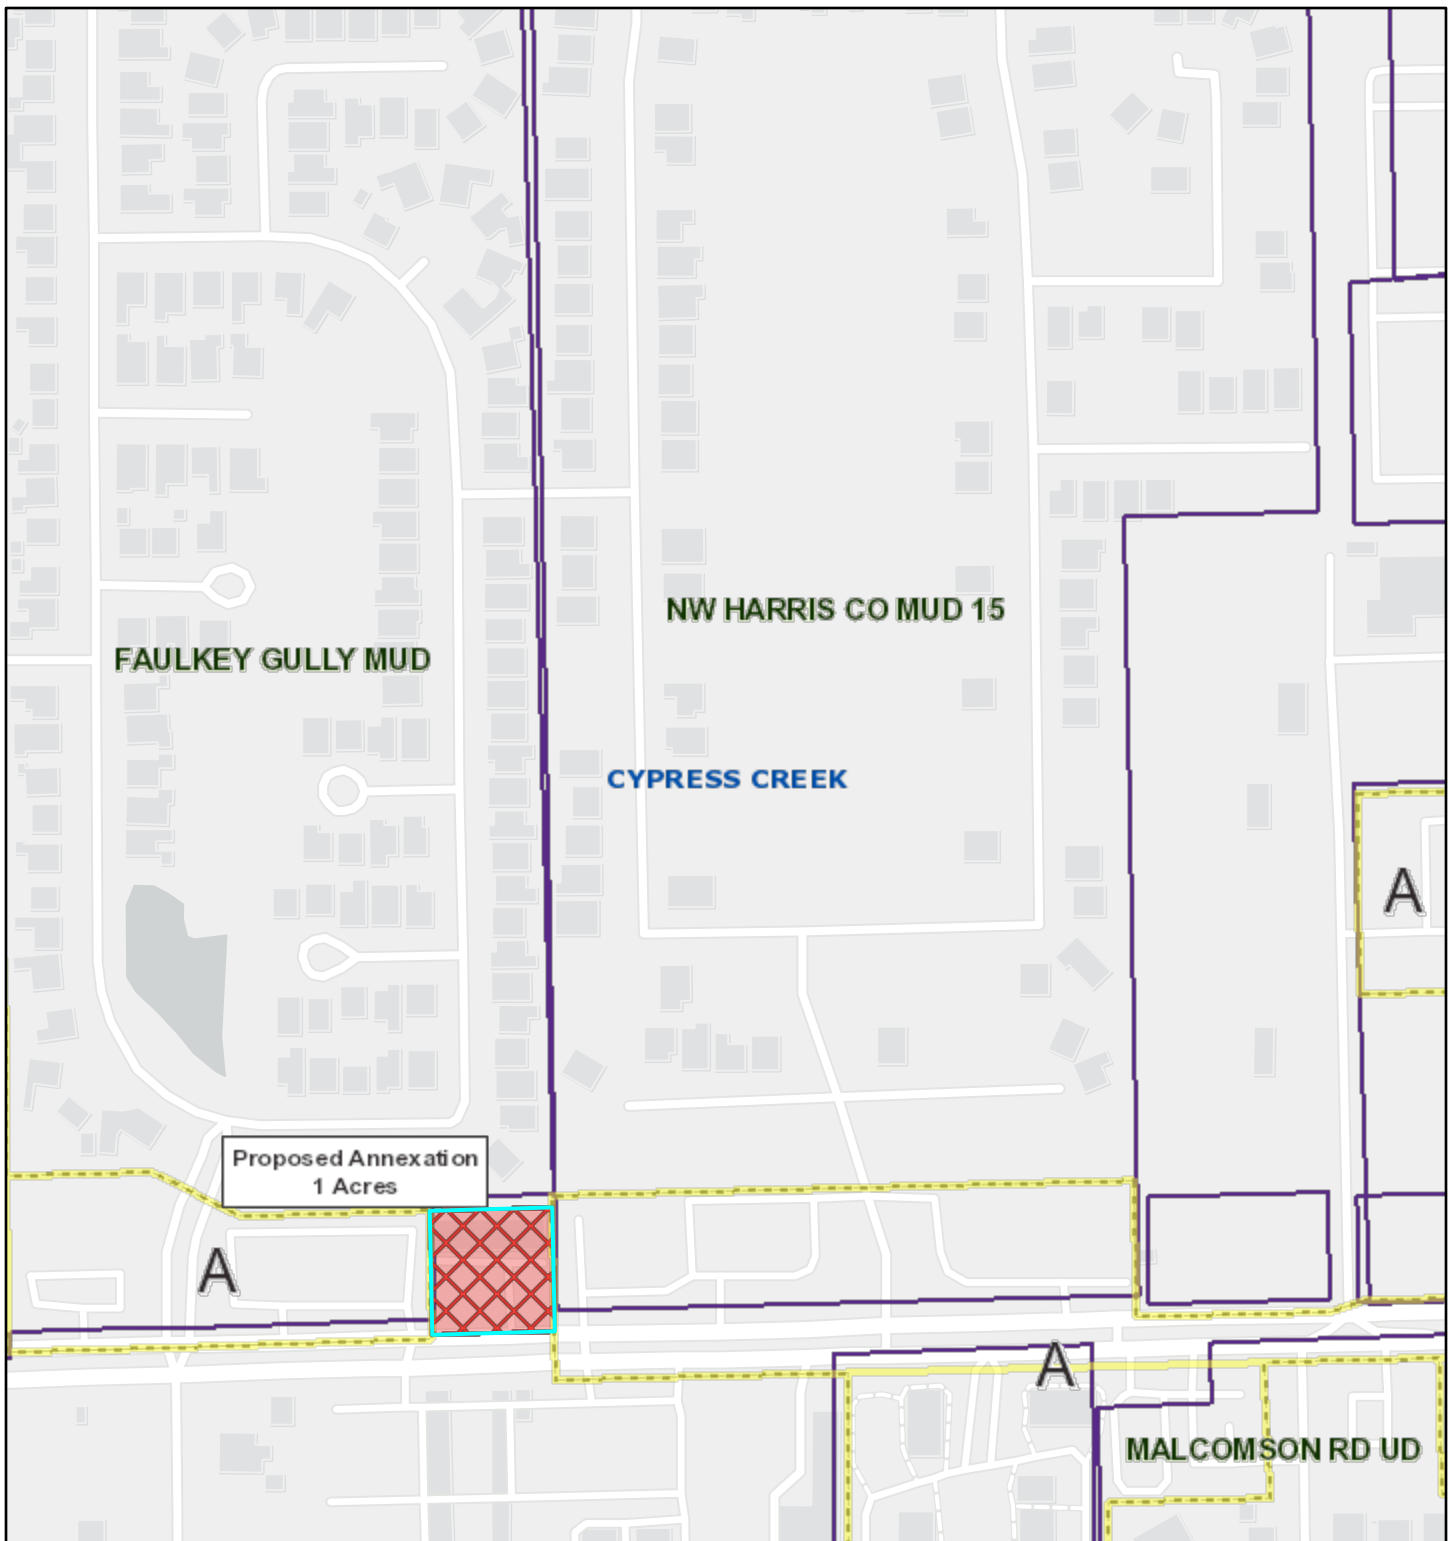 NW HARRIS CO MUD 15
FAULKEY GULLY MUD
CYPRESS CREEK
A
Proposed Annexation
1 Acres
A
A
MALCOMSON RD UD